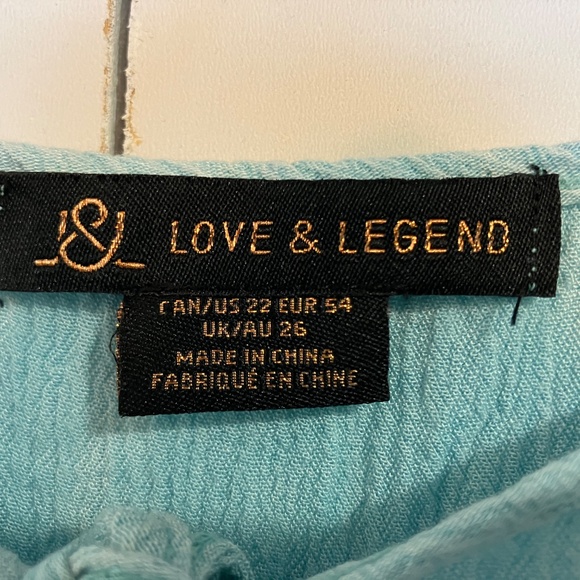 LOVE & LEGEND
CAN/US 22 EUR 54
UK/AU 26
MADE IN CHINA
FABRIQUÉ EN CHINE